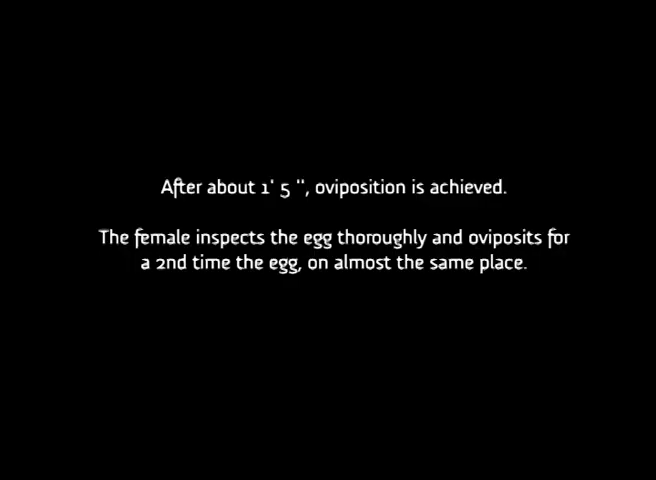 After about 1' 5 '', oviposition is achieved.
The female inspects the egg thoroughly and oviposits for
a 2nd time the egg, on almost the same place.